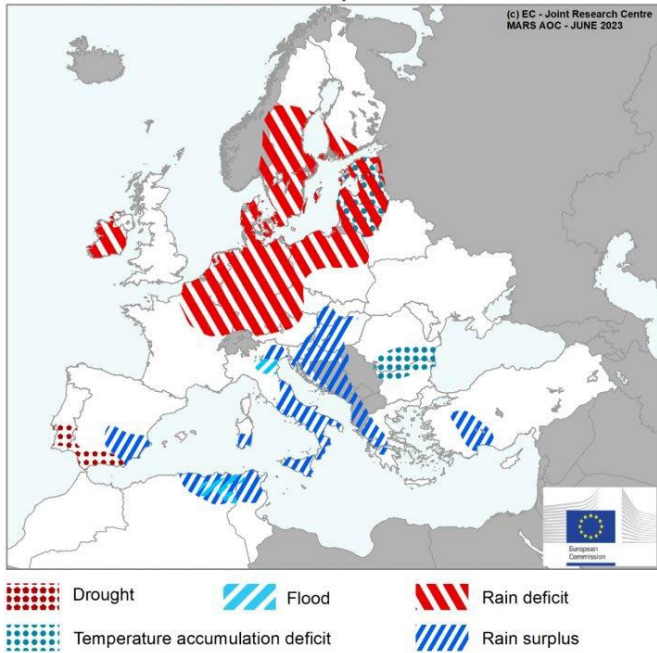 (c) EC - Joint Research Centre
MARS AOC - JUNE 2023
European
Commission
Drought
Flood
Rain deficit
Temperature accumulation deficit
Rain surplus